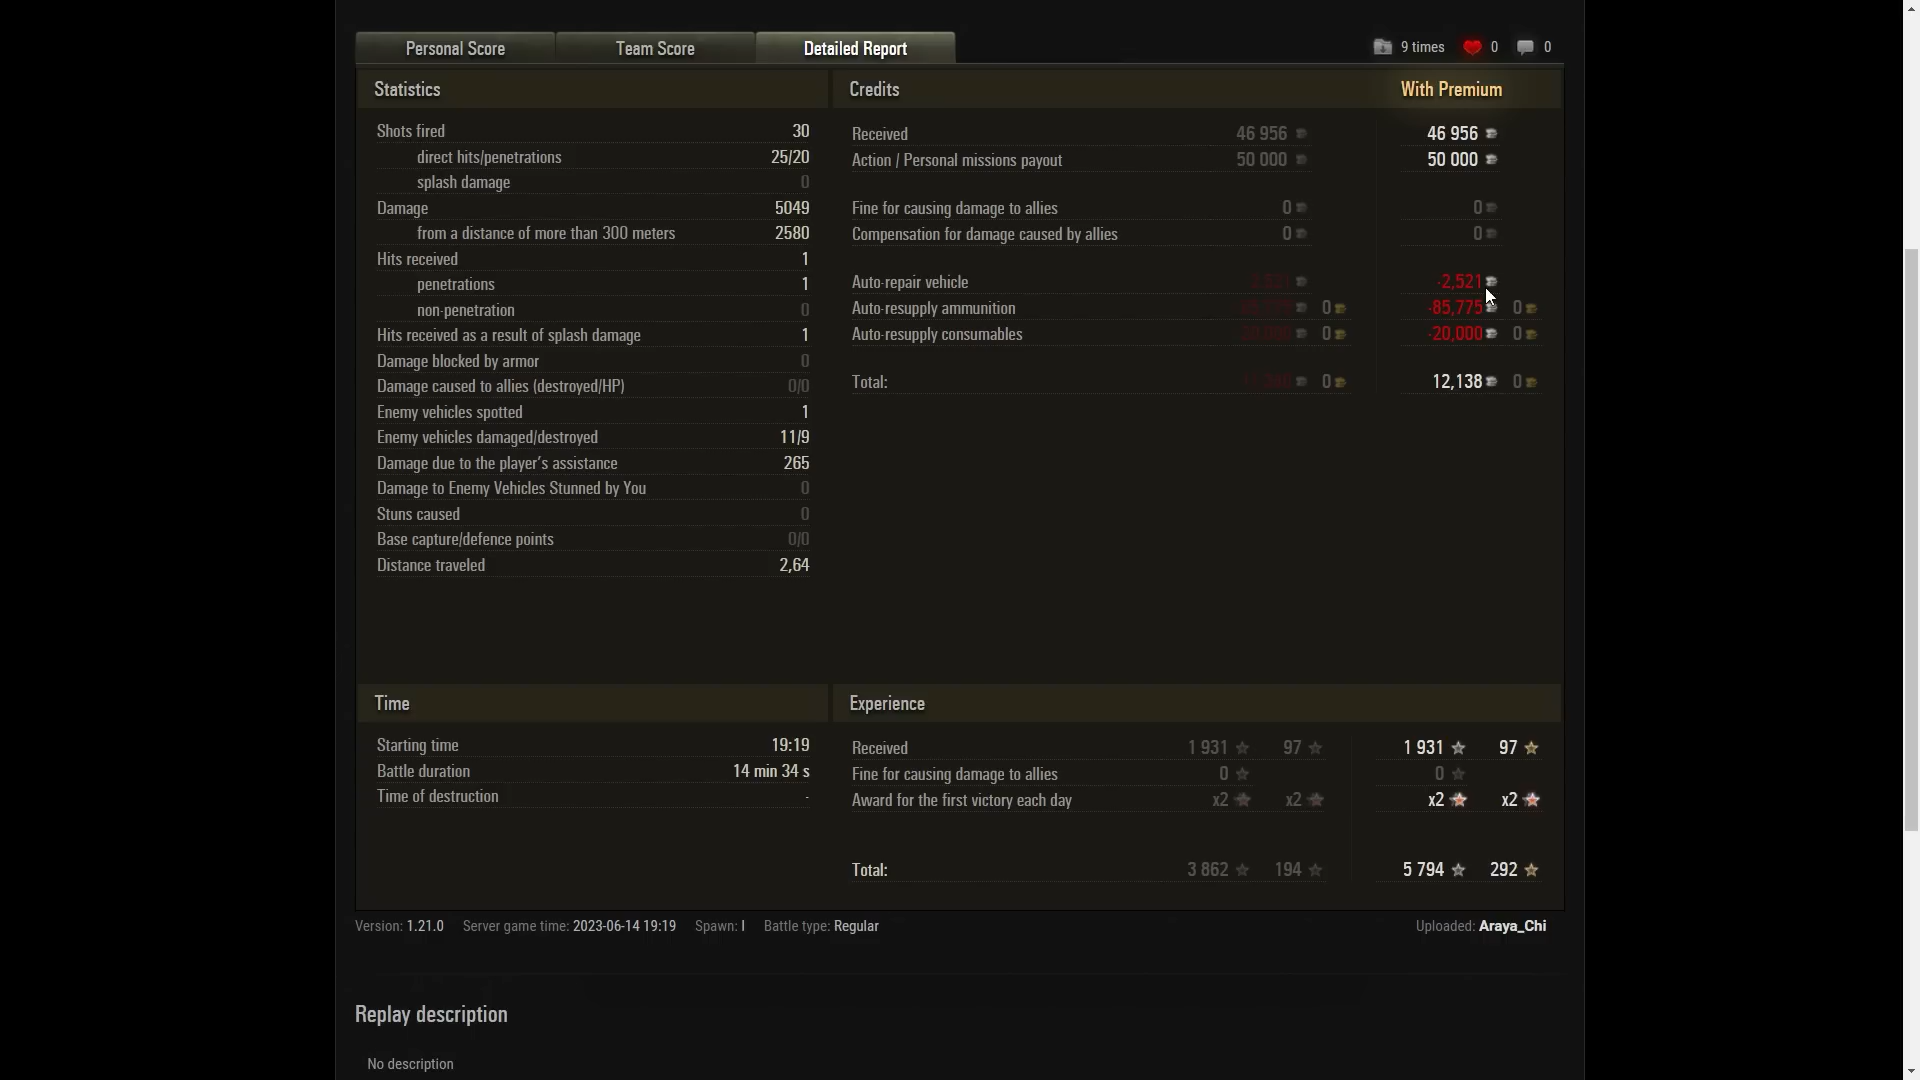 Personal Score Team Score Detailed Report 9 times 0 0
Statistics
Shots fired 30
direct hits/penetrations 25/20
splash damage 0
Damage 5049
from a distance of more than 300 meters 2580
Hits received 1
penetrations 1
non-penetration 0
Hits received as a result of splash damage 1
Damage blocked by armor 0
Damage caused to allies (destroyed/HP) 0/0
Enemy vehicles spotted 1
Enemy vehicles damaged/destroyed 11/9
Damage due to the player's assistance 265
Damage to Enemy Vehicles Stunned by You 0
Stuns caused 0
Base capture/defence points 0/0
Distance traveled 2,64
Credits With Premium
Received 46 956 46 956
Action / Personal missions payout 50 000 50 000
Fine for causing damage to allies 0 0
Compensation for damage caused by allies 0 0
Auto-repair vehicle -2,521 -2,521
Auto-resupply ammunition -85,775 0 -85,775 0
Auto-resupply consumables -20,000 0 -20,000 0
Total: 0 12,138 0
Time
Starting time 19:19
Battle duration 14 min 34 s
Time of destruction -
Experience
Received 1 931 97 1 931 97
Fine for causing damage to allies 0 0
Award for the first victory each day x2 x2 x2 x2
Total: 3 862 194 5 794 292
Version: 1.21.0 Server game time: 2023-06-14 19:19 Spawn: I Battle type: Regular Uploaded: Araya_Chi
Replay description
No description